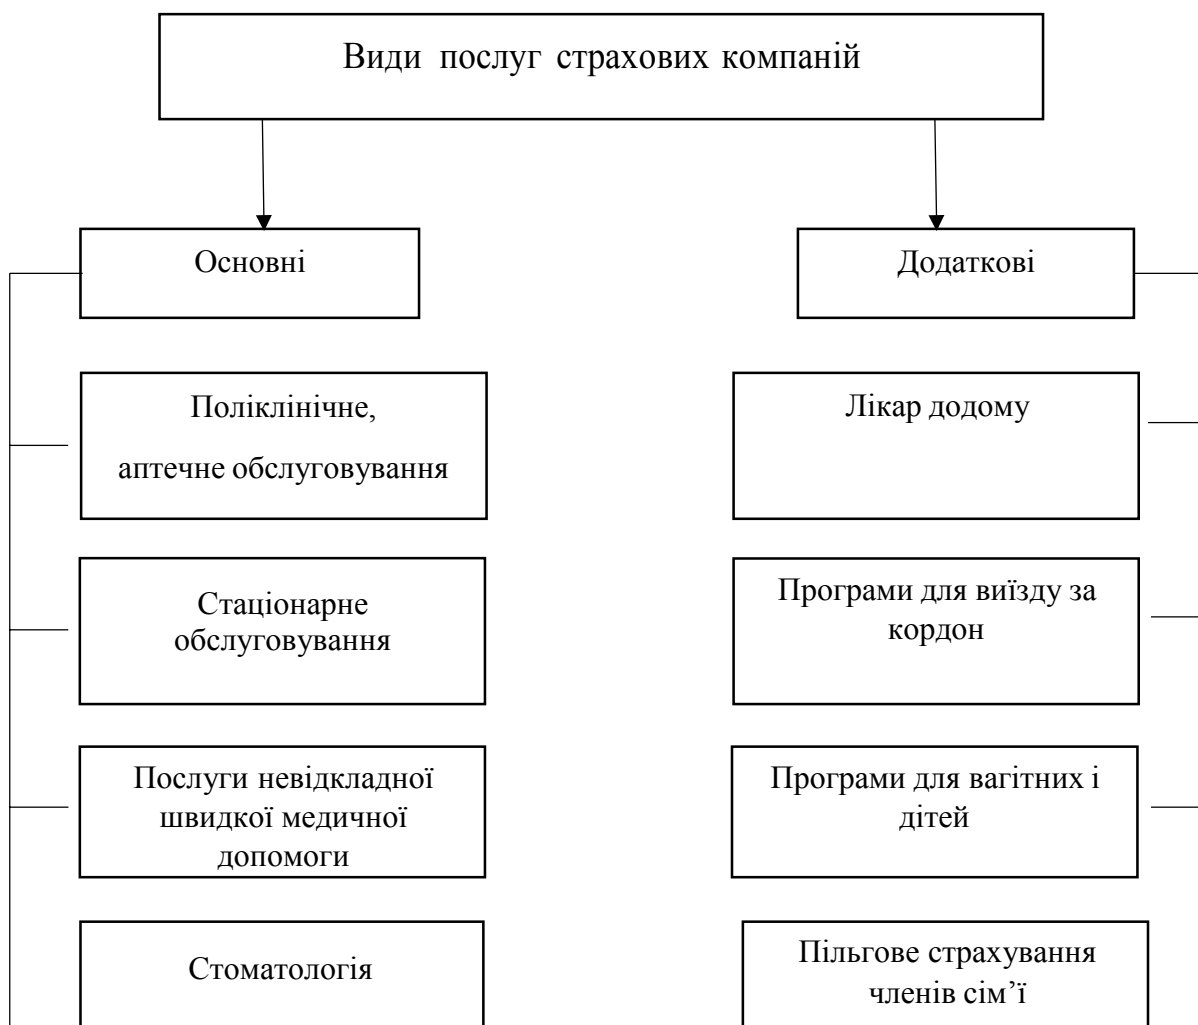 Види послуг страхових компаній
Основні
Додаткові
Поліклінічне,
аптечне обслуговування
Лікар додому
Стаціонарне
обслуговування
Програми для виїзду за
кордон
Послуги невідкладної
швидкої медичної
допомоги
Програми для вагітних і
дітей
Стоматологія
Пільгове страхування
членів сім’ї